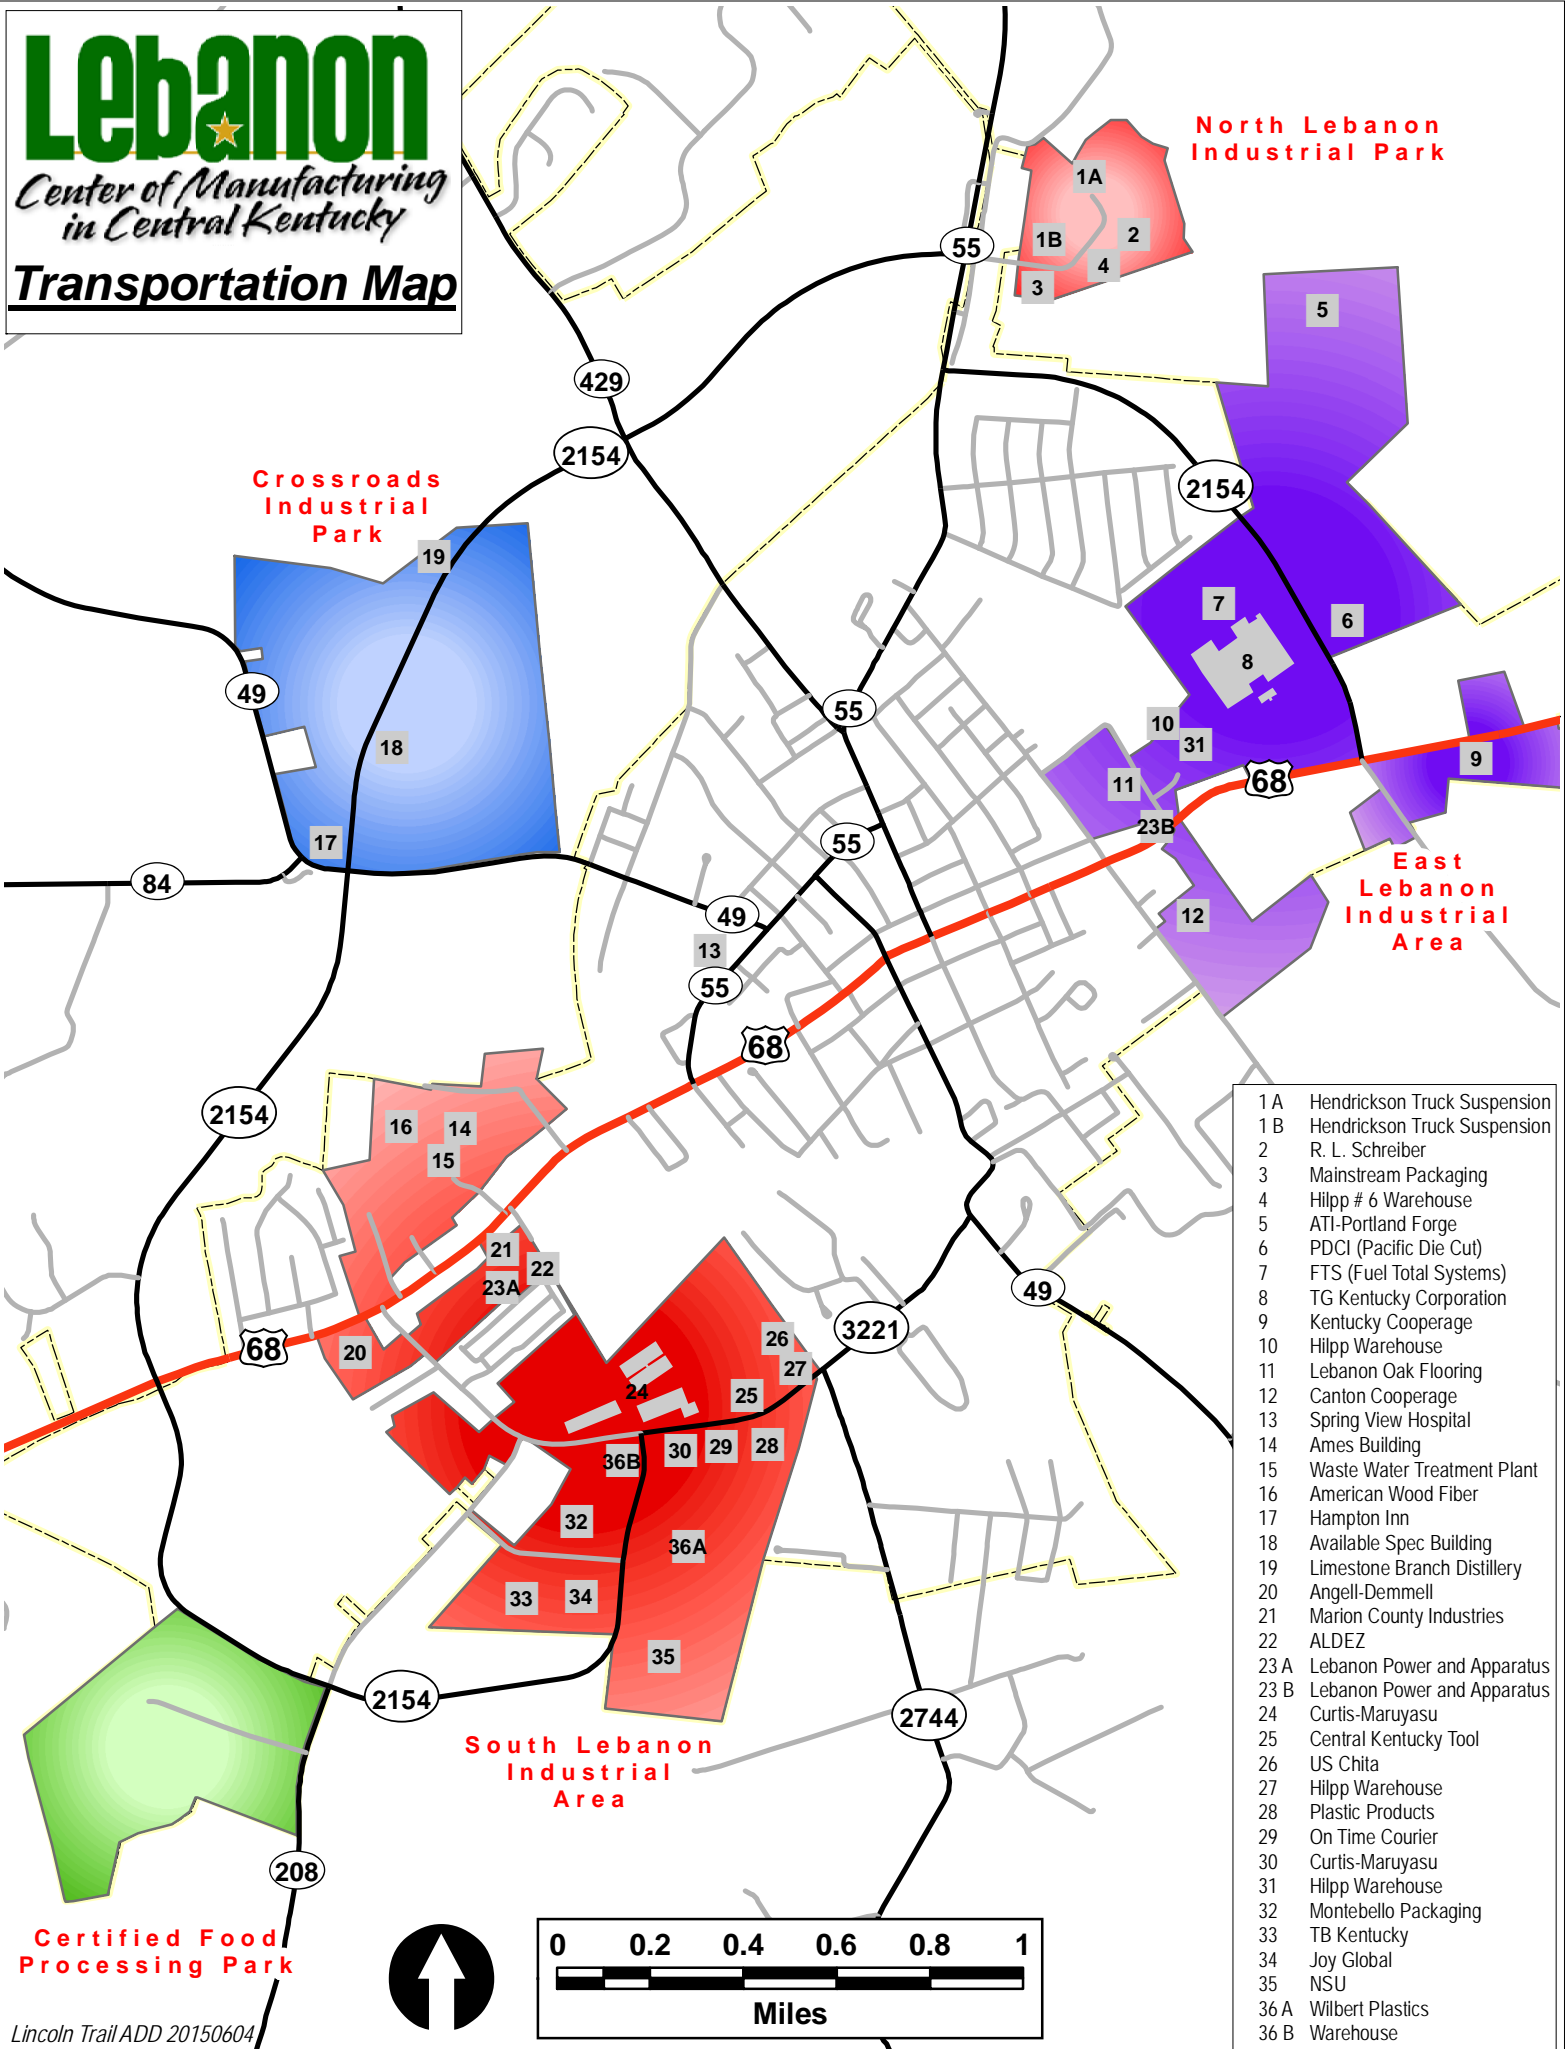 Lebanon
Center of Manufacturing
in Central Kentucky
Transportation Map
North Lebanon
Industrial Park
1A
1B
2
4
3
55
5
429
2154
2154
Crossroads
Industrial
Park
19
7
6
8
49
55
10
31
18
9
68
11
17
55
23B
84
East
Lebanon
Industrial
Area
49
12
13
55
68
2154
16
14
15
21
22
23A
49
3221
68
20
26
27
24
25
36B
30
29
28
32
36A
33
34
35
2154
2744
South Lebanon
Industrial
Area
208
Certified Food
Processing Park
0 0.2 0.4 0.6 0.8 1
Miles
Lincoln Trail ADD 20150604
1 A Hendrickson Truck Suspension
1 B Hendrickson Truck Suspension
2 R. L. Schreiber
3 Mainstream Packaging
4 Hilpp # 6 Warehouse
5 ATI-Portland Forge
6 PDCI (Pacific Die Cut)
7 FTS (Fuel Total Systems)
8 TG Kentucky Corporation
9 Kentucky Cooperage
10 Hilpp Warehouse
11 Lebanon Oak Flooring
12 Canton Cooperage
13 Spring View Hospital
14 Ames Building
15 Waste Water Treatment Plant
16 American Wood Fiber
17 Hampton Inn
18 Available Spec Building
19 Limestone Branch Distillery
20 Angell-Demmell
21 Marion County Industries
22 ALDEZ
23 A Lebanon Power and Apparatus
23 B Lebanon Power and Apparatus
24 Curtis-Maruyasu
25 Central Kentucky Tool
26 US Chita
27 Hilpp Warehouse
28 Plastic Products
29 On Time Courier
30 Curtis-Maruyasu
31 Hilpp Warehouse
32 Montebello Packaging
33 TB Kentucky
34 Joy Global
35 NSU
36 A Wilbert Plastics
36 B Warehouse